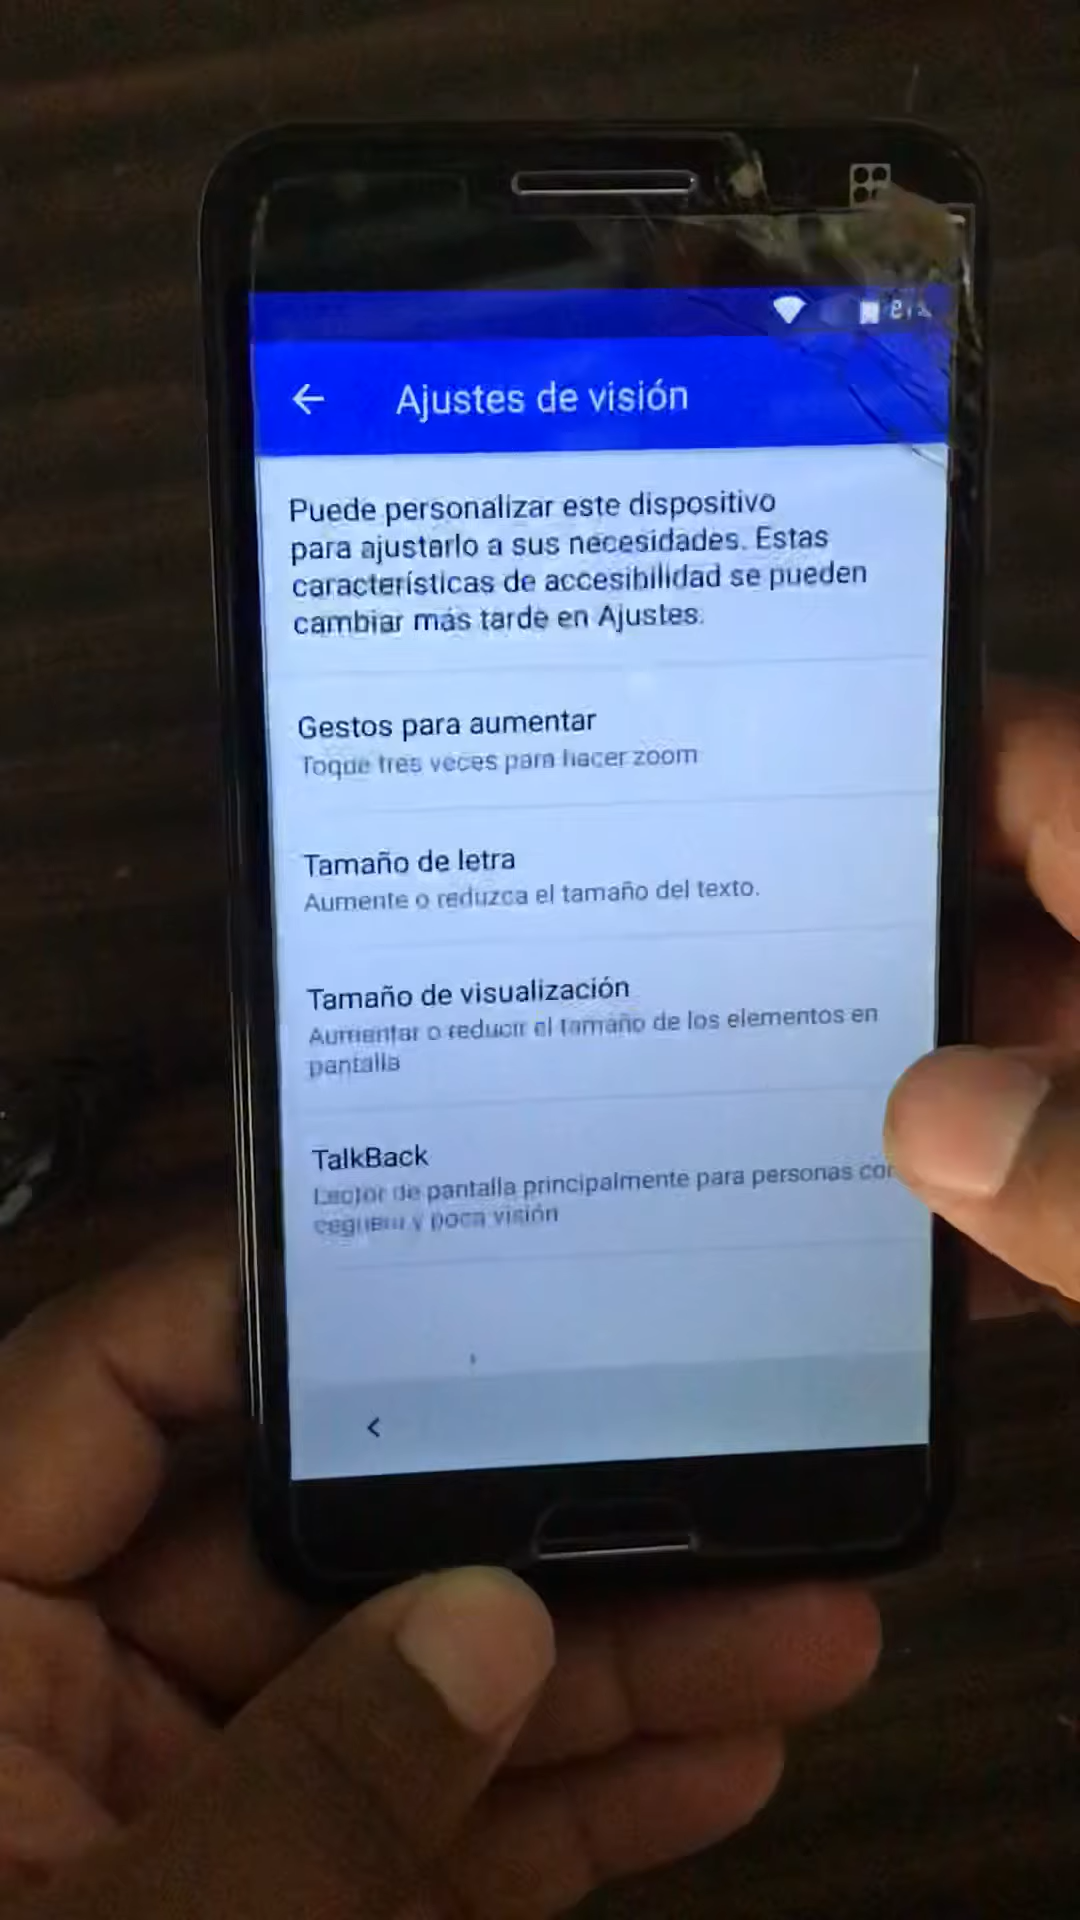 Ajustes de visión
Puede personalizar este dispositivo
para ajustarlo a sus necesidades. Estas
características de accesibilidad se pueden
cambiar más tarde en Ajustes.
Gestos para aumentar
Toque tres veces para hacer zoom
Tamaño de letra
Aumente o reduzca el tamaño del texto.
Tamaño de visualización
Aumentar o reducir el tamaño de los elementos en
pantalla
TalkBack
Lector de pantalla principalmente para personas con
ceguera y poca visión